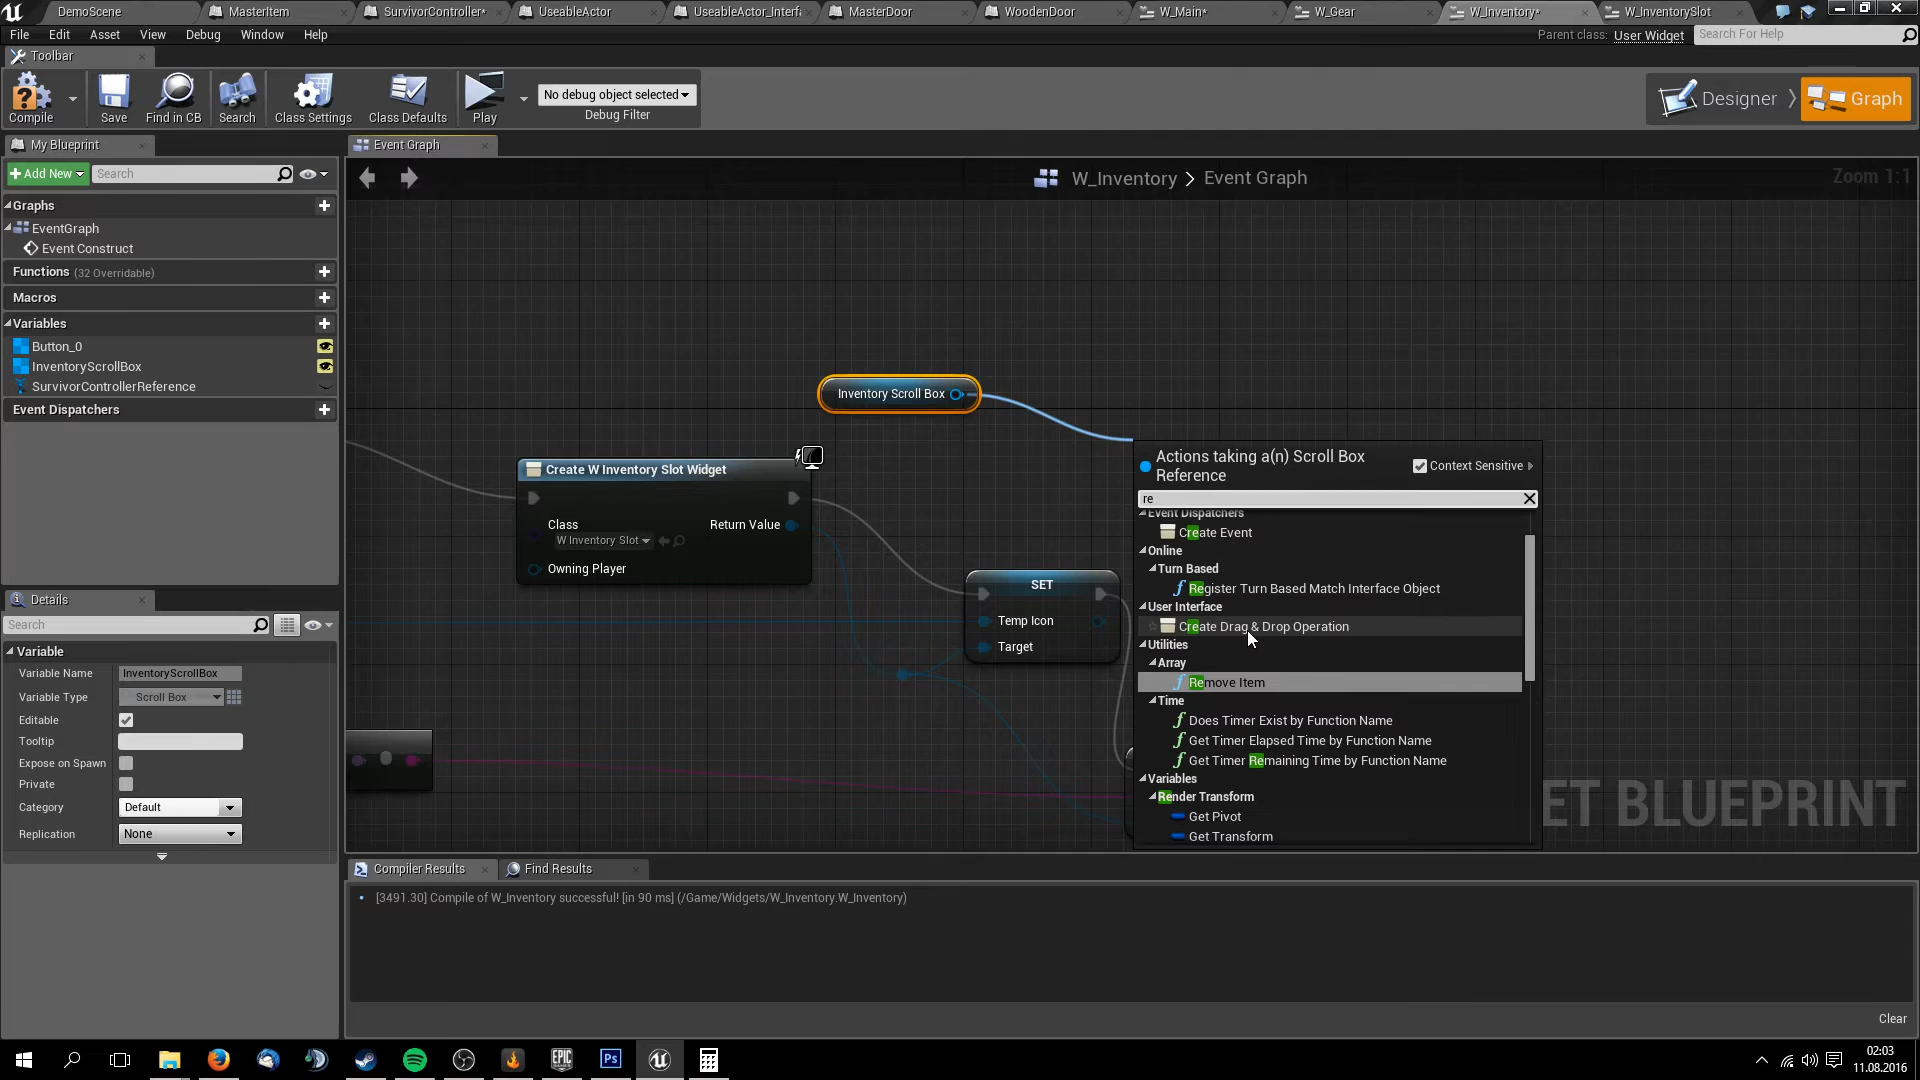 DemoScene
MasterItem
SurvivorController*
UseableActor
UseableActor_Interf
MasterDoor
WoodenDoor
W_Main*
W_Gear
W_Inventory*
W_InventorySlot
File Edit Asset View Debug Window Help
Parent class: User Widget
Search For Help
Toolbar
Compile
Save
Find in CB
Search
Class Settings
Class Defaults
Play
No debug object selected
Debug Filter
Designer
Graph
My Blueprint
Add New
Search
Graphs
EventGraph
Event Construct
Functions (32 Overridable)
Macros
Variables
Button_0
InventoryScrollBox
SurvivorControllerReference
Event Dispatchers
Event Graph
W_Inventory > Event Graph
Zoom 1:1
Inventory Scroll Box
Create W Inventory Slot Widget
Class
W Inventory Slot
Return Value
Owning Player
SET
Temp Icon
Target
Actions taking a(n) Scroll Box
Reference
Context Sensitive
re
Event Dispatchers
Create Event
Online
Turn Based
Register Turn Based Match Interface Object
User Interface
Create Drag & Drop Operation
Utilities
Array
Remove Item
Time
Does Timer Exist by Function Name
Get Timer Elapsed Time by Function Name
Get Timer Remaining Time by Function Name
Variables
Render Transform
Get Pivot
Get Transform
ET BLUEPRINT
Details
Search
Variable
Variable Name InventoryScrollBox
Variable Type Scroll Box
Editable
Tooltip
Expose on Spawn
Private
Category Default
Replication None
Compiler Results
Find Results
[3491.30] Compile of W_Inventory successful! [in 90 ms] (/Game/Widgets/W_Inventory.W_Inventory)
Clear
EPIC
GAMES
Ps
02:03
11.08.2016